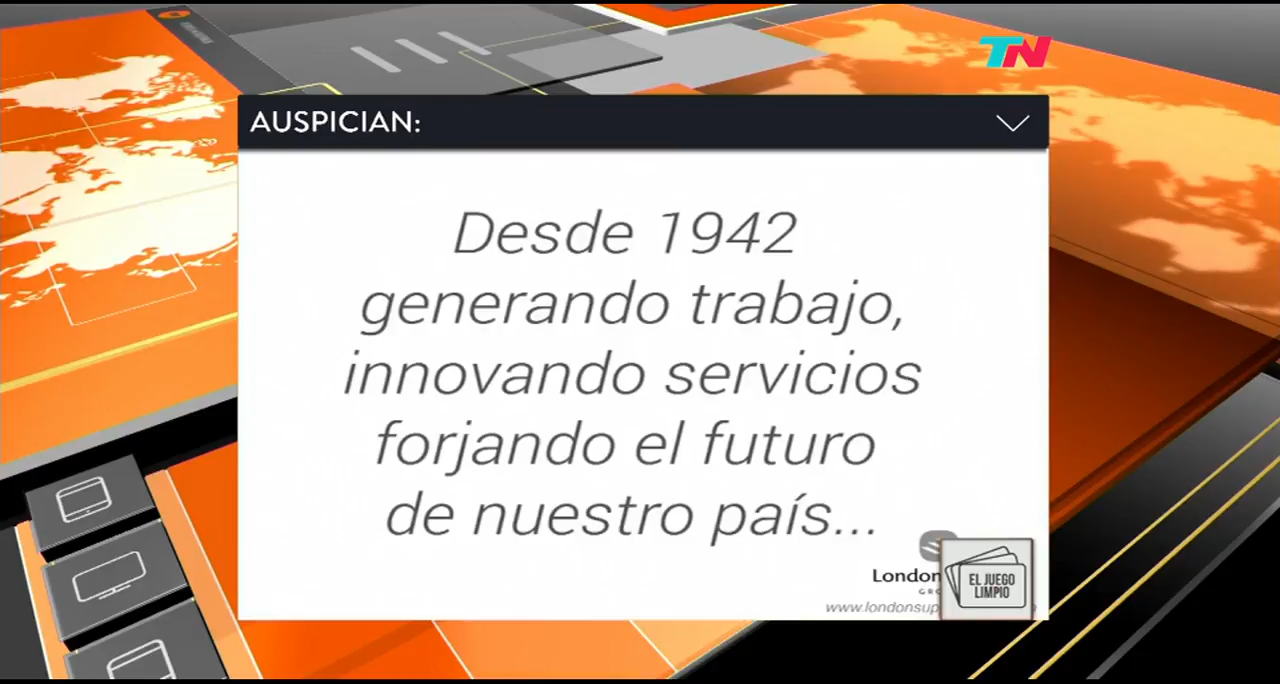 TN
AUSPICIAN:
Desde 1942
generando trabajo,
innovando servicios
forjando el futuro
de nuestro país...
London
EL JUEGO
LIMPIO